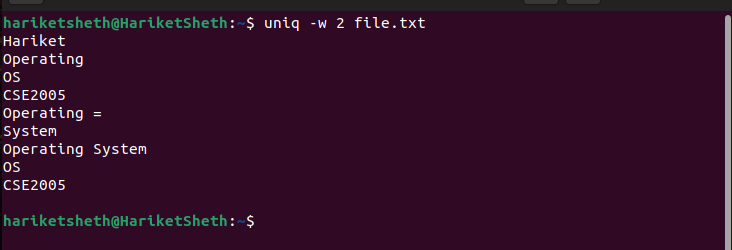 hariketsheth@HariketSheth:~$ uniq -w 2 file.txt
Hariket
Operating
OS
CSE2005
Operating =
System
Operating System
OS
CSE2005
hariketsheth@HariketSheth:~$